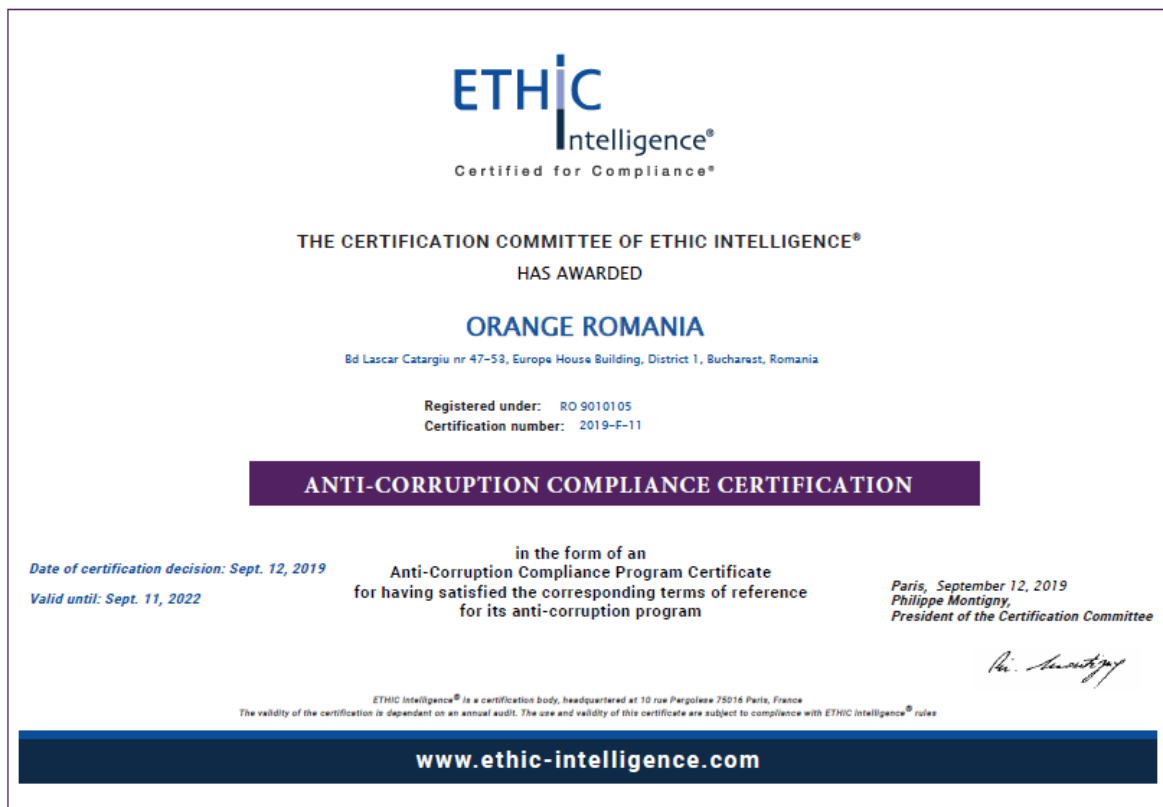 ETHiC
Intelligence®
Certified for Compliance®
THE CERTIFICATION COMMITTEE OF ETHIC INTELLIGENCE®
HAS AWARDED
ORANGE ROMANIA
Bd Lascar Catargiu nr 47-53, Europe House Building, District 1, Bucharest, Romania
Registered under: RO 9010105
Certification number: 2019-F-11
ANTI-CORRUPTION COMPLIANCE CERTIFICATION
Date of certification decision: Sept. 12, 2019
Valid until: Sept. 11, 2022
in the form of an
Anti-Corruption Compliance Program Certificate
for having satisfied the corresponding terms of reference
for its anti-corruption program
Paris, September 12, 2019
Philippe Montigny,
President of the Certification Committee
ETHIC Intelligence® is a certification body, headquartered at 10 rue Pergolese 75016 Paris, France
The validity of the certification is dependant on an annual audit. The use and validity of this certificate are subject to compliance with ETHIC Intelligence® rules
www.ethic-intelligence.com